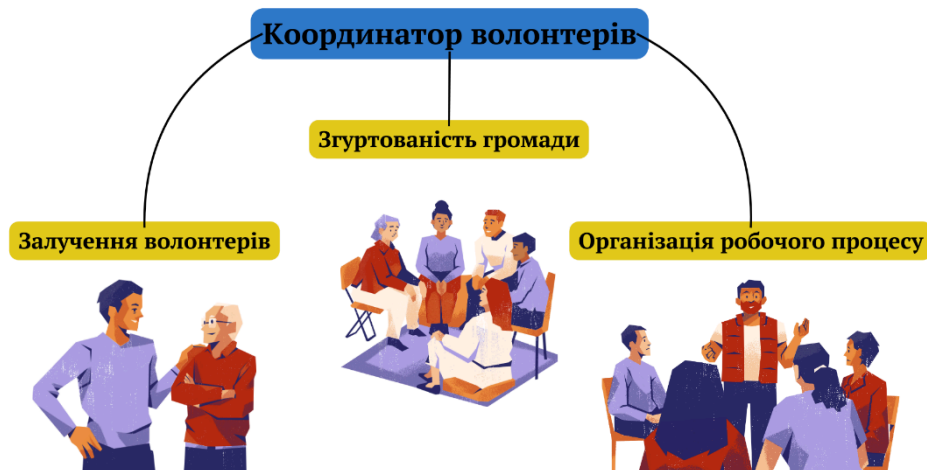 Координатор волонтерів
Згуртованість громади
Залучення волонтерів
Організація робочого процесу